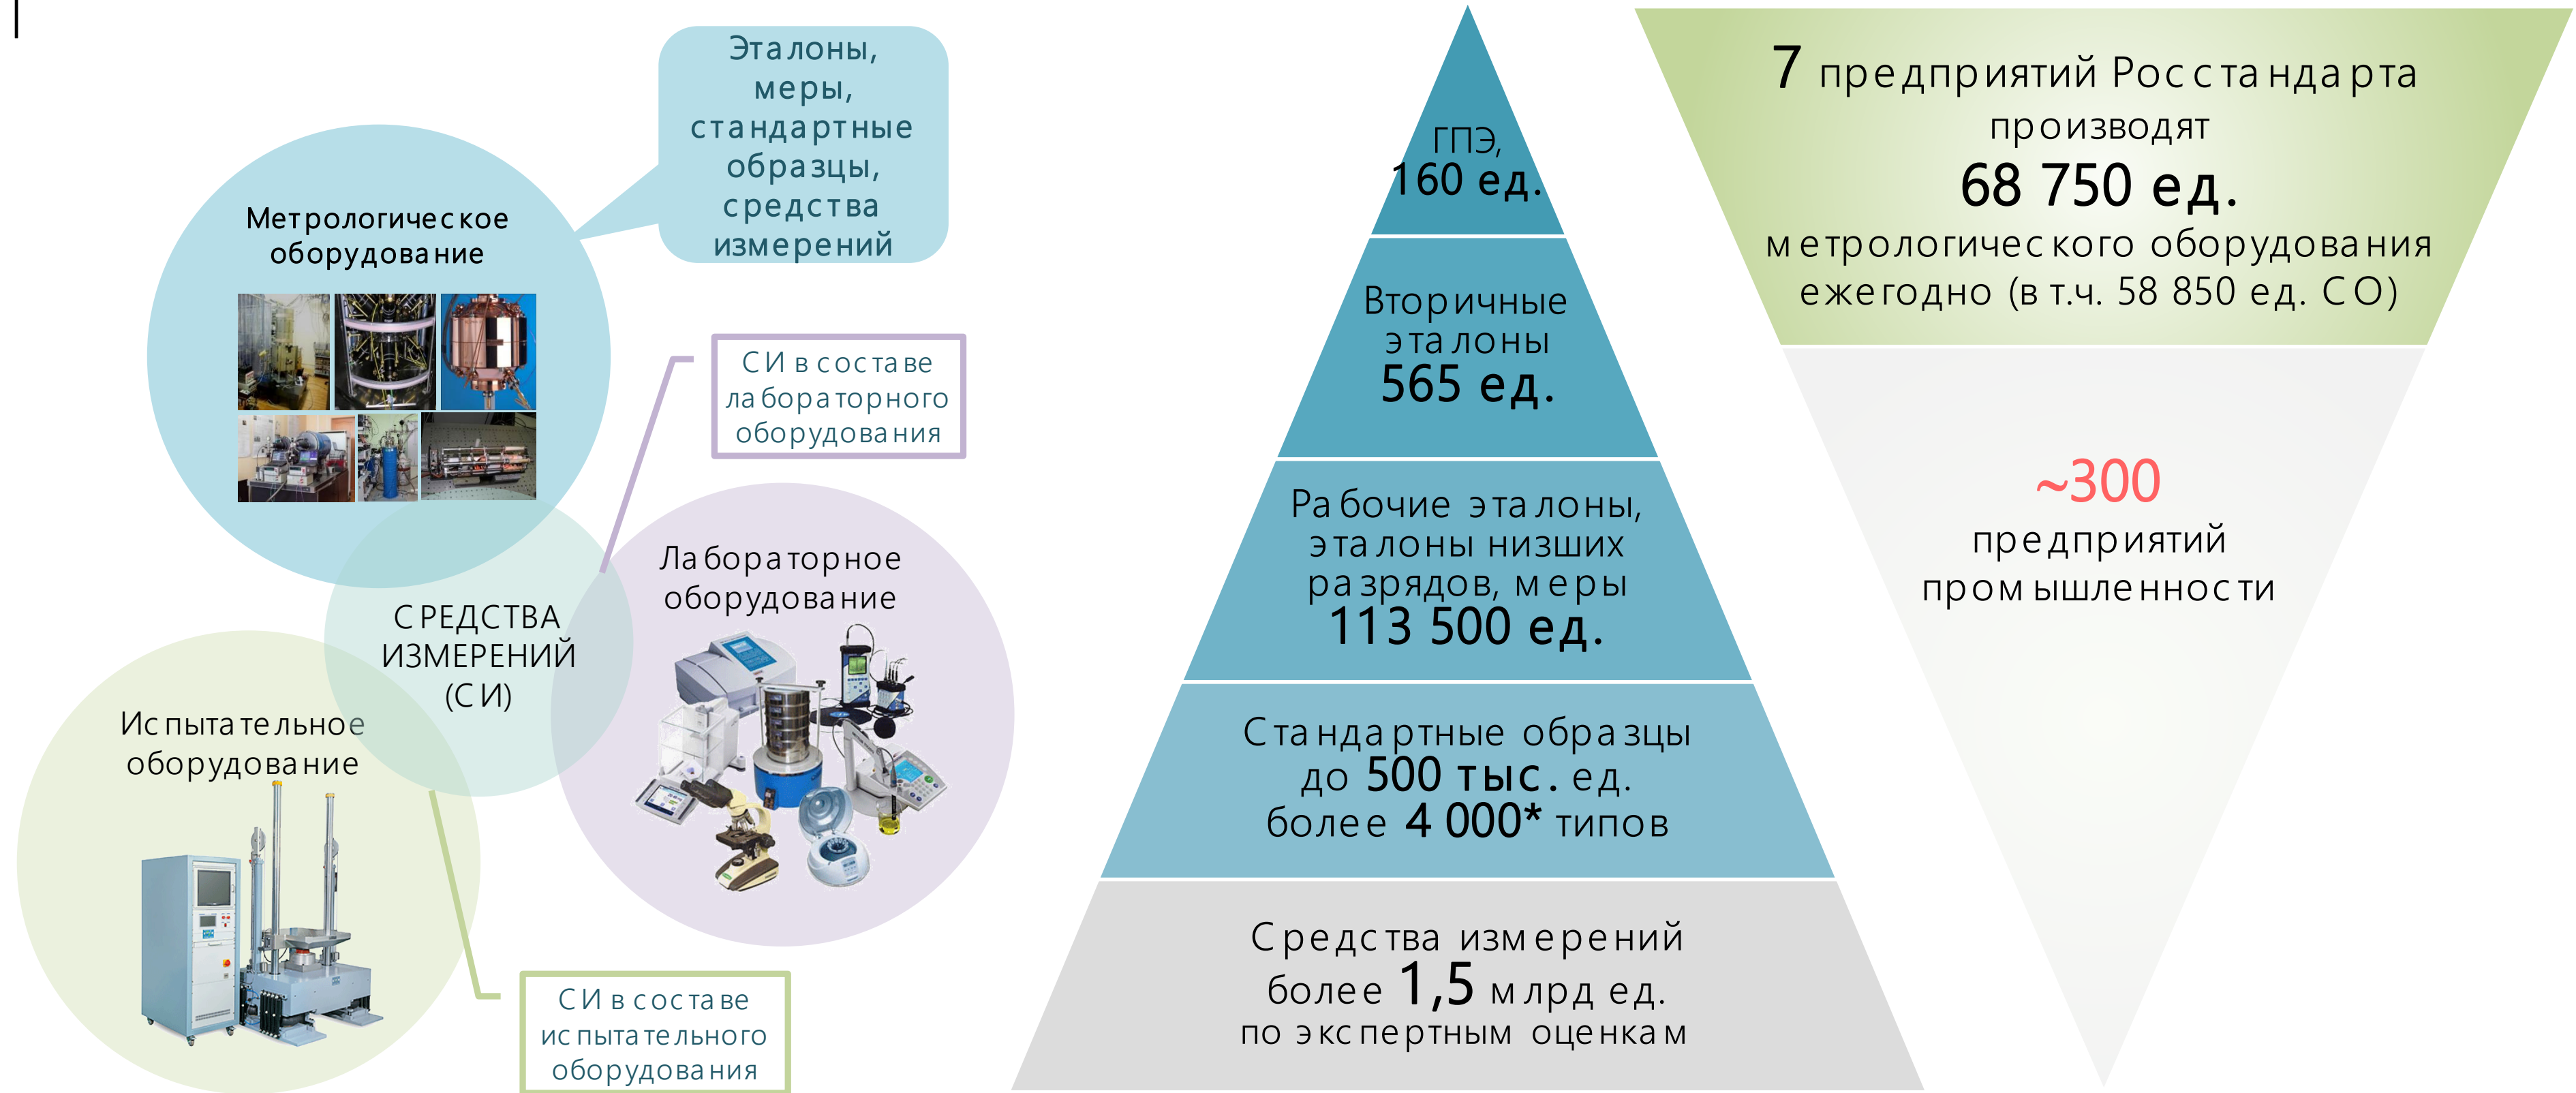 Эталоны,
меры,
стандартные
образцы,
средства
измерений
Метрологическое
оборудование
СИ в составе
лабораторного
оборудования
Лабораторное
оборудование
СРЕДСТВА
ИЗМЕРЕНИЙ
(СИ)
Испытательное
оборудование
СИ в составе
испытательного
оборудования
ГПЭ,
160 ед.
Вторичные
эталоны
565 ед.
Рабочие эталоны,
эталоны низших
разрядов, меры
113 500 ед.
Стандартные образцы
до 500 тыс. ед.
более 4 000* типов
Средства измерений
более 1,5 млрд ед.
по экспертным оценкам
7 предприятий Росстандарта
производят
68 750 ед.
метрологического оборудования
ежегодно (в т.ч. 58 850 ед. СО)
~300
предприятий
промышленности